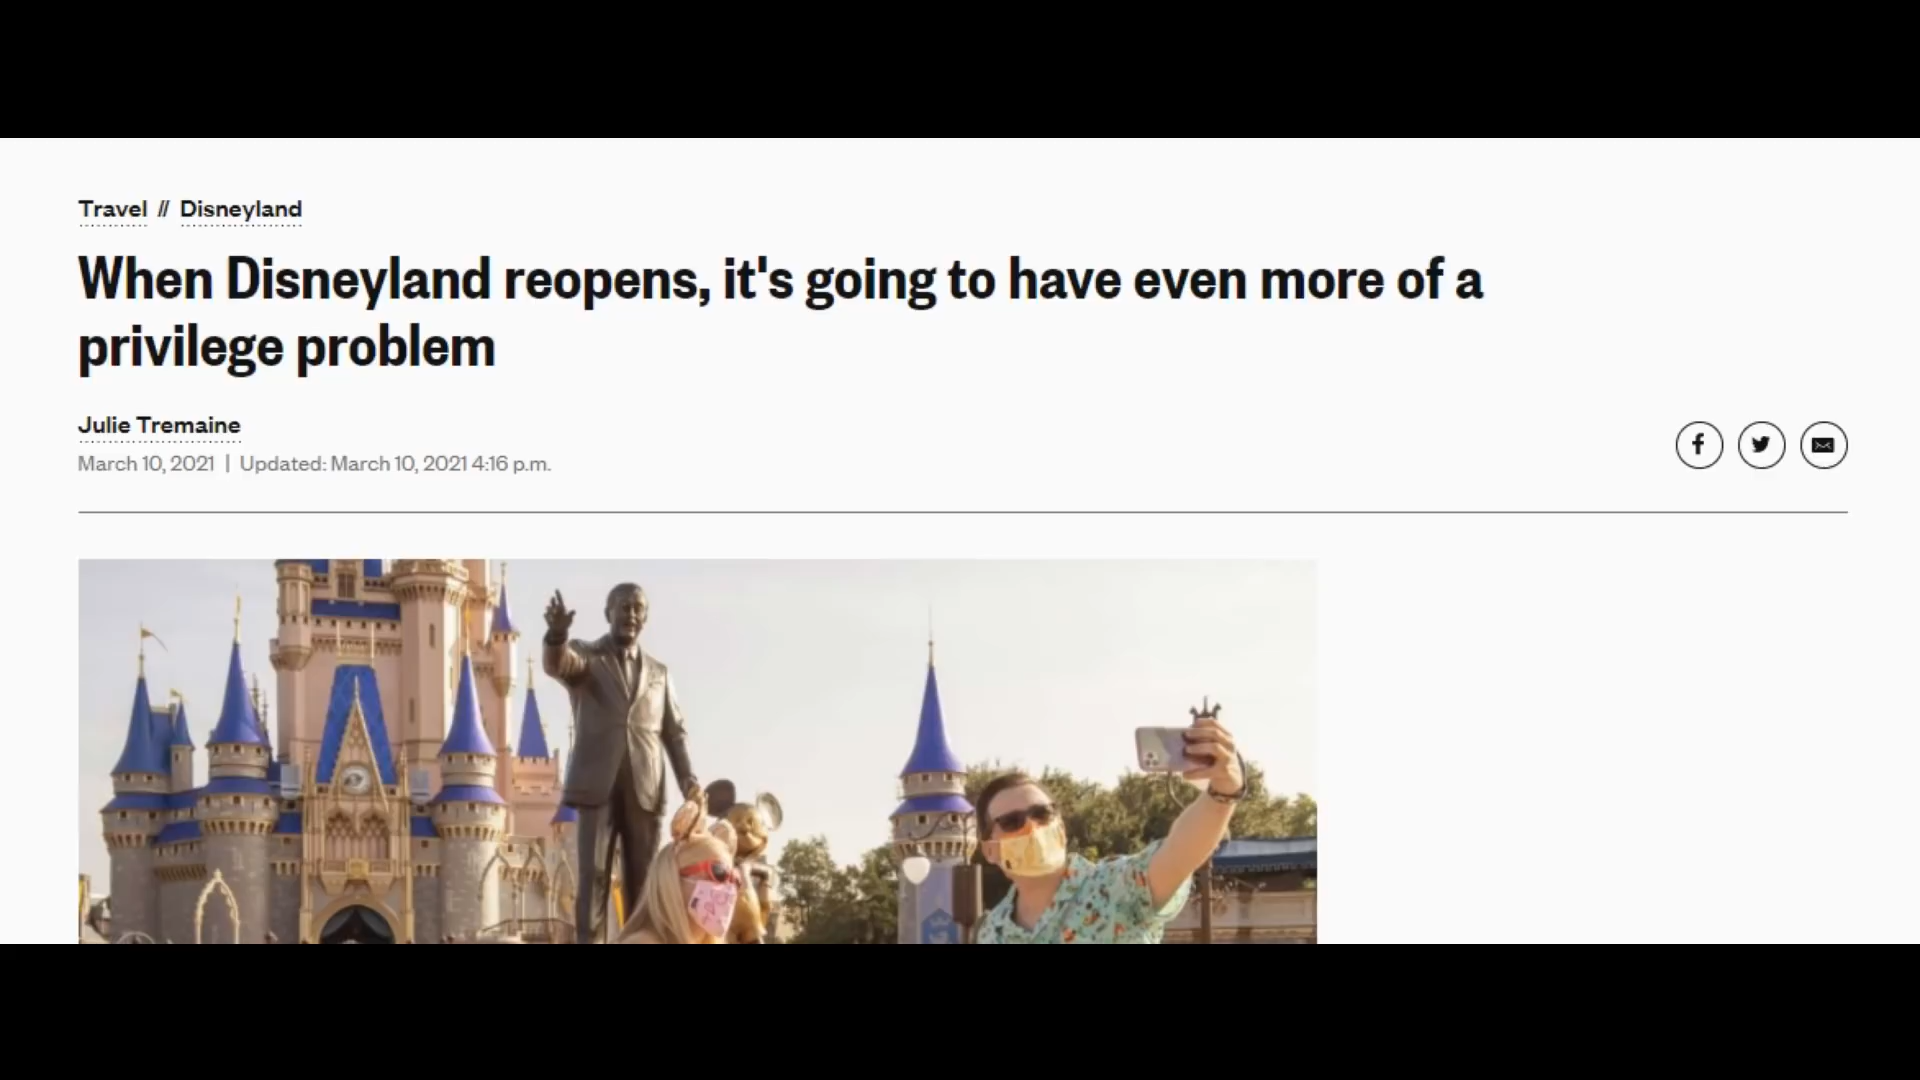 Travel // Disneyland
When Disneyland reopens, it's going to have even more of a
privilege problem
Julie Tremaine
March 10, 2021 | Updated: March 10, 2021 4:16 p.m.